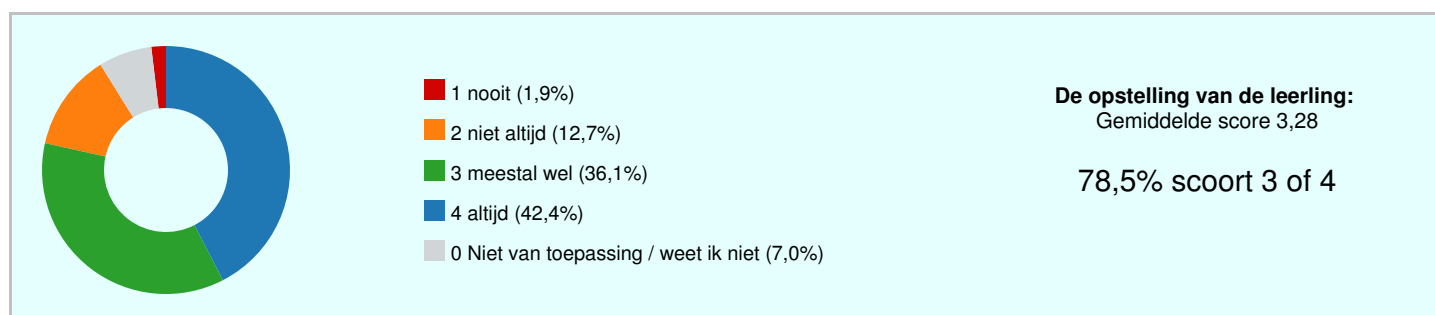 1 nooit (1,9%)
2 niet altijd (12,7%)
3 meestal wel (36,1%)
4 altijd (42,4%)
0 Niet van toepassing / weet ik niet (7,0%)
De opstelling van de leerling:
Gemiddelde score 3,28
78,5% scoort 3 of 4